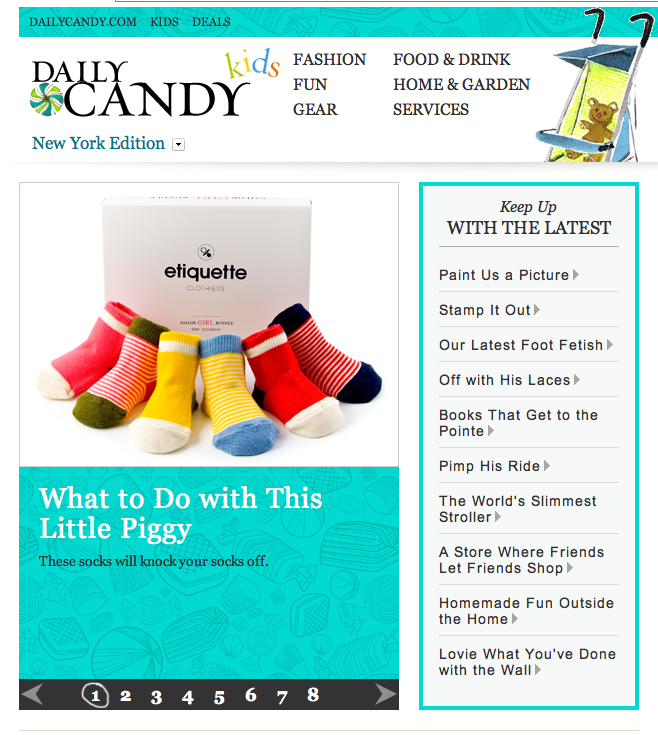 DAILYCANDY.COM KIDS DEALS
DAILY CANDY kids
FASHION FOOD & DRINK
FUN HOME & GARDEN
GEAR SERVICES
New York Edition
etiquette
CLOTHIERS
SAILOR GIRL BUNDLE
What to Do with This
Little Piggy
These socks will knock your socks off.
1 2 3 4 5 6 7 8
Keep Up
WITH THE LATEST
Paint Us a Picture
Stamp It Out
Our Latest Foot Fetish
Off with His Laces
Books That Get to the
Pointe
Pimp His Ride
The World's Slimmest
Stroller
A Store Where Friends
Let Friends Shop
Homemade Fun Outside
the Home
Lovie What You've Done
with the Wall